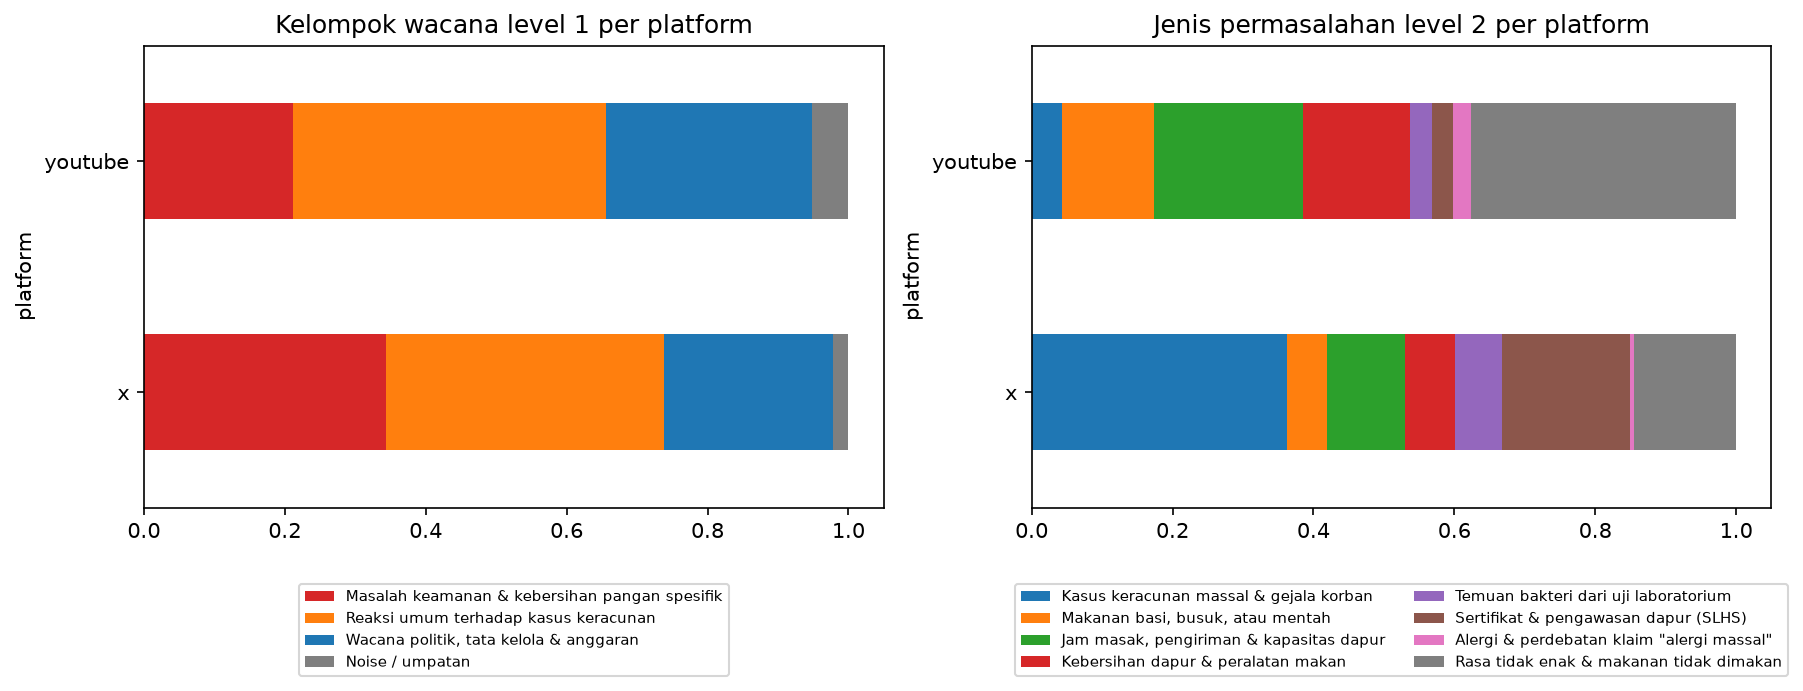 Kelompok wacana level 1 per platform
platform
youtube
x
0.0 0.2 0.4 0.6 0.8 1.0
Masalah keamanan & kebersihan pangan spesifik
Reaksi umum terhadap kasus keracunan
Wacana politik, tata kelola & anggaran
Noise / umpatan
Jenis permasalahan level 2 per platform
platform
youtube
x
0.0 0.2 0.4 0.6 0.8 1.0
Kasus keracunan massal & gejala korban
Makanan basi, busuk, atau mentah
Jam masak, pengiriman & kapasitas dapur
Kebersihan dapur & peralatan makan
Temuan bakteri dari uji laboratorium
Sertifikat & pengawasan dapur (SLHS)
Alergi & perdebatan klaim "alergi massal"
Rasa tidak enak & makanan tidak dimakan